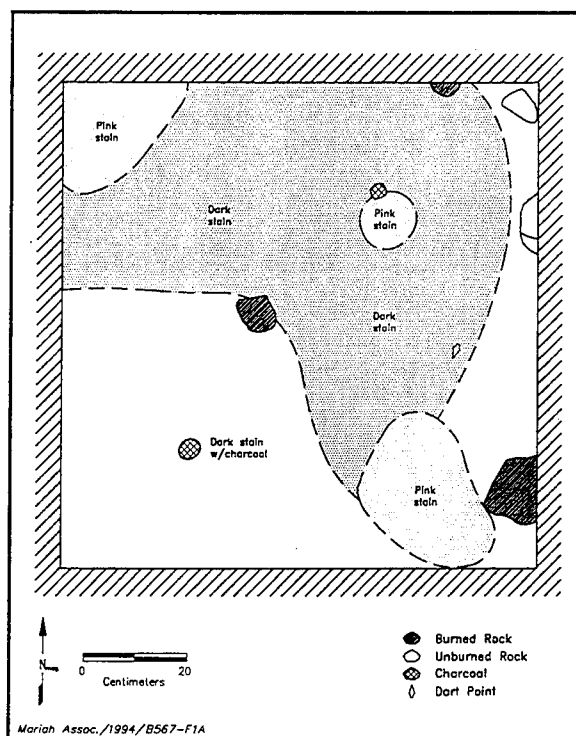 Pink
stain
Dark
stain
Pink
stain
Dark
stain
Dark stain
w/charcoal
Pink
stain
N
0 20
Centimeters
Burned Rock
Unburned Rock
Charcoal
Dart Point
Mariah Assoc./1994/B567-F1A